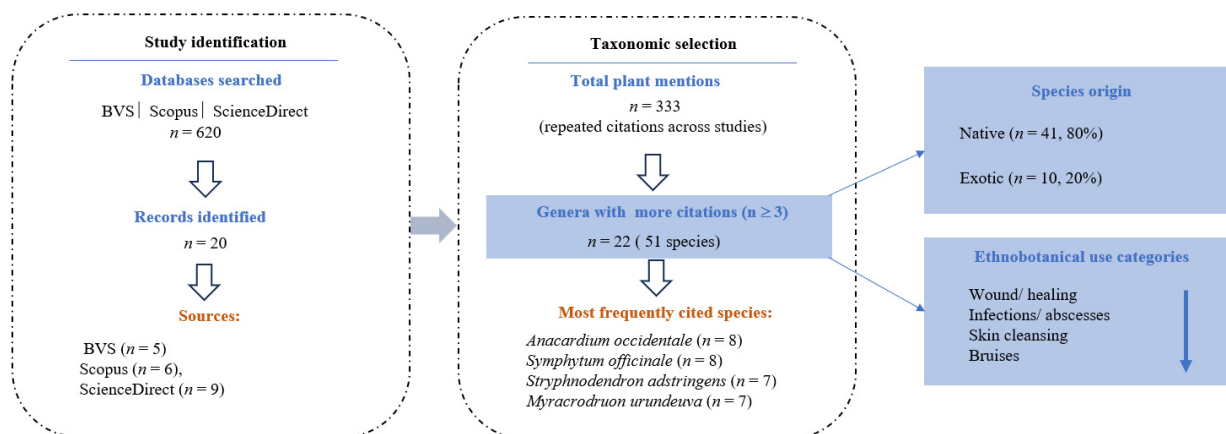 Study identification
Databases searched
BVS| Scopus| ScienceDirect
n = 620
Records identified
n = 20
Sources:
BVS (n = 5)
Scopus (n = 6),
ScienceDirect (n = 9)
Taxonomic selection
Total plant mentions
n = 333
(repeated citations across studies)
Genera with more citations (n ≥ 3)
n = 22 ( 51 species)
Most frequently cited species:
Anacardium occidentale (n = 8)
Symphytum officinale (n = 8)
Stryphnodendron adstringens (n = 7)
Myracrodruon urundeuva (n = 7)
Species origin
Native (n = 41, 80%)
Exotic (n = 10, 20%)
Ethnobotanical use categories
Wound/ healing
Infections/ abscesses
Skin cleansing
Bruises